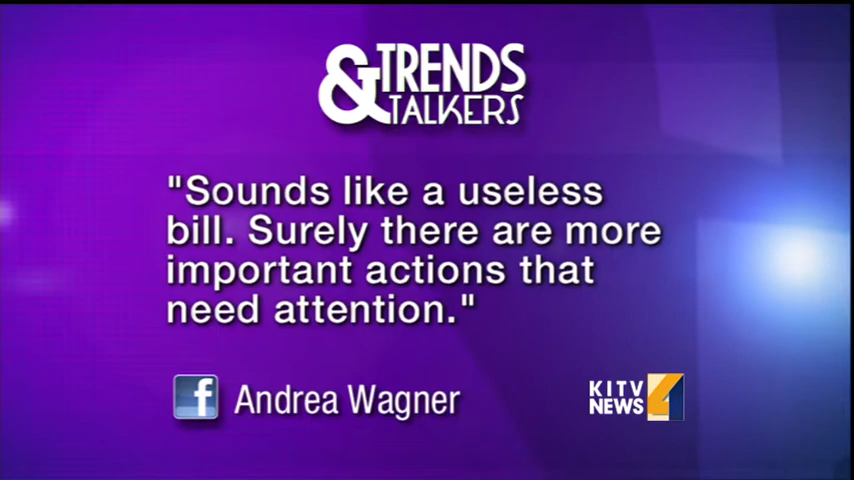 & TRENDS
TALKERS
"Sounds like a useless
bill. Surely there are more
important actions that
need attention."
f Andrea Wagner
KITV
NEWS 4